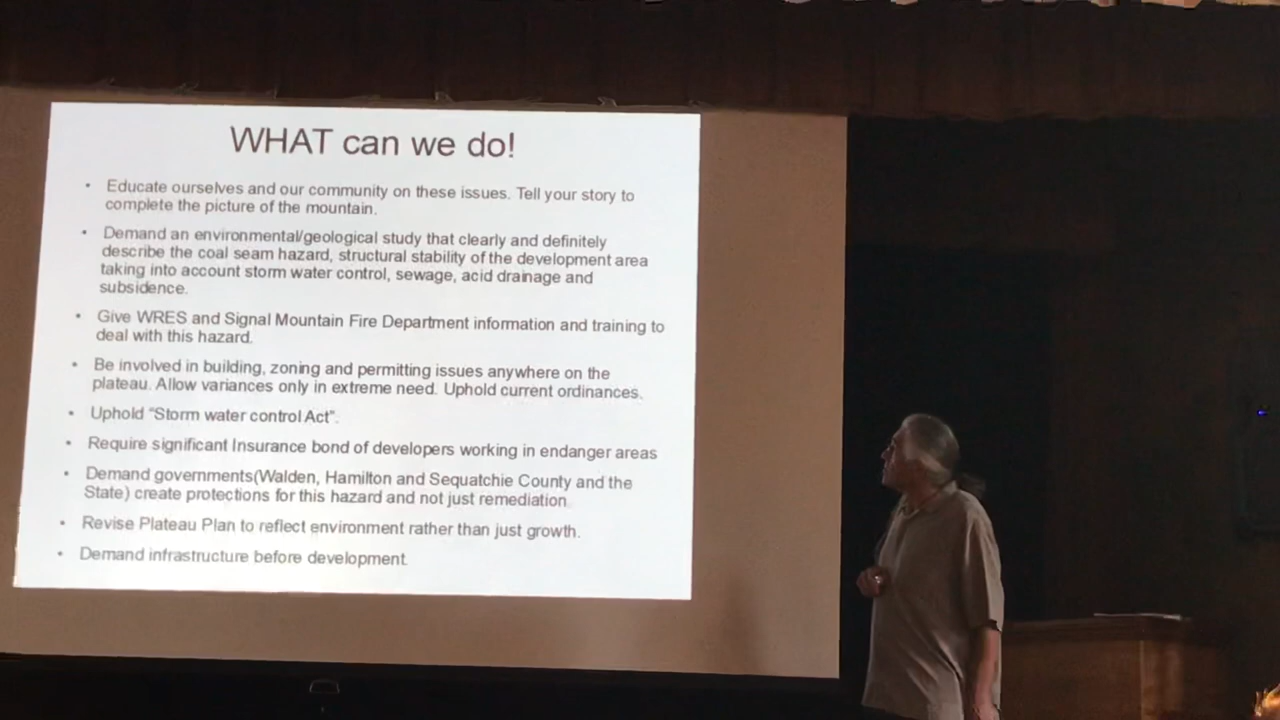 WHAT can we do!
• Educate ourselves and our community on these issues. Tell your story to
complete the picture of the mountain.
• Demand an environmental/geological study that clearly and definitely
describe the coal seam hazard, structural stability of the development area
taking into account storm water control, sewage, acid drainage and
subsidence.
• Give WRES and Signal Mountain Fire Department information and training to
deal with this hazard.
• Be involved in building, zoning and permitting issues anywhere on the
plateau. Allow variances only in extreme need. Uphold current ordinances.
• Uphold “Storm water control Act”.
• Require significant Insurance bond of developers working in endanger areas
• Demand governments(Walden, Hamilton and Sequatchie County and the
State) create protections for this hazard and not just remediation
• Revise Plateau Plan to reflect environment rather than just growth.
• Demand infrastructure before development.